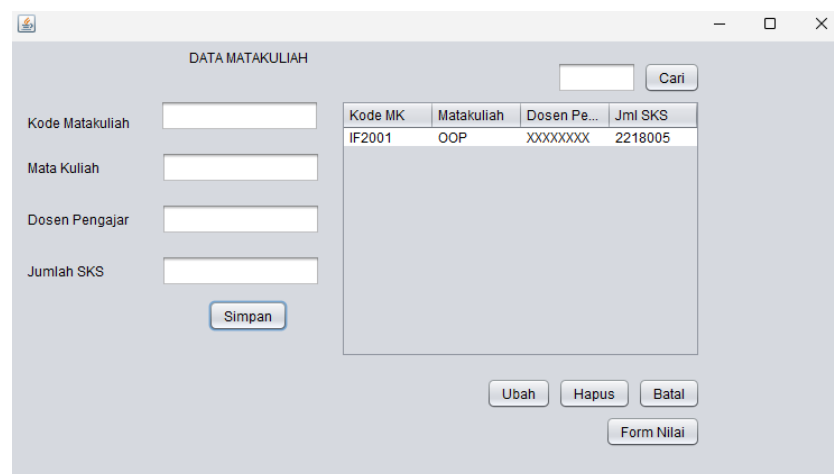 DATA MATAKULIAH
Cari
Kode Matakuliah
Mata Kuliah
Dosen Pengajar
Jumlah SKS
Simpan
Kode MK Matakuliah Dosen Pe... Jml SKS
IF2001 OOP XXXXXXXX 2218005
Ubah Hapus Batal
Form Nilai